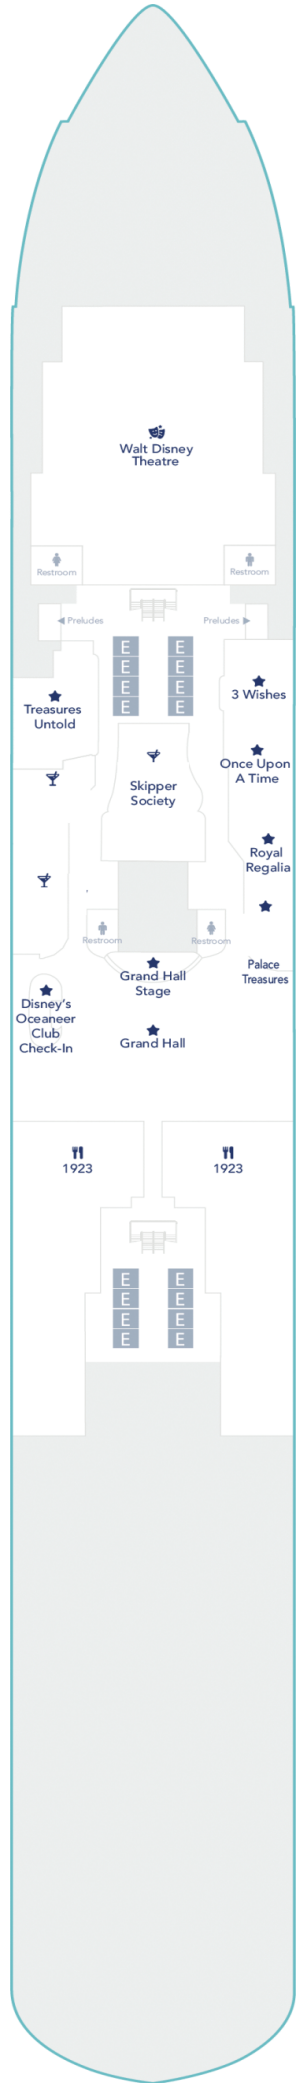 Walt Disney
Theatre
Restroom
Restroom
Preludes
Preludes
E
E
E
E
E
E
E
E
3 Wishes
Treasures
Untold
Once Upon
A Time
Skipper
Society
Royal
Regalia
Restroom
Restroom
Palace
Treasures
Grand Hall
Stage
Disney's
Oceaneer
Club
Check-In
Grand Hall
1923
1923
E
E
E
E
E
E
E
E